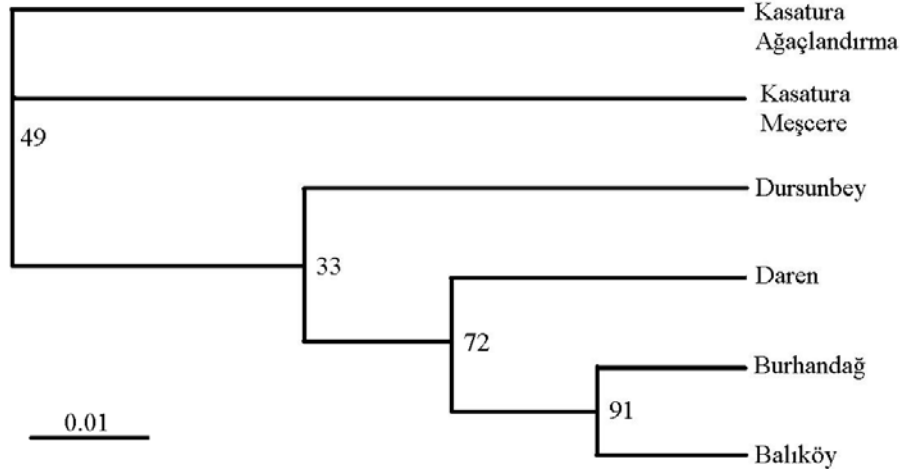 Kasatura
Ağaçlandırma
Kasatura
Meşcere
49
Dursunbey
33
Daren
72
Burhandağ
91
0.01
Balıköy